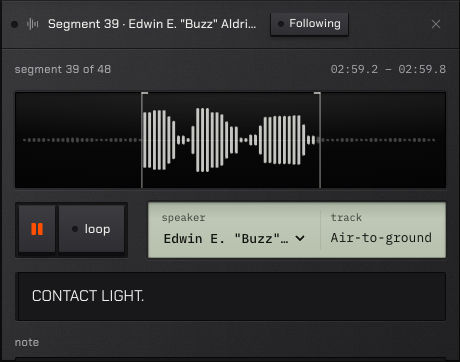 Segment 39 · Edwin E. "Buzz" Aldri...
Following
segment 39 of 48
02:59.2 – 02:59.8
loop
speaker
Edwin E. "Buzz"…
track
Air-to-ground
CONTACT LIGHT.
note